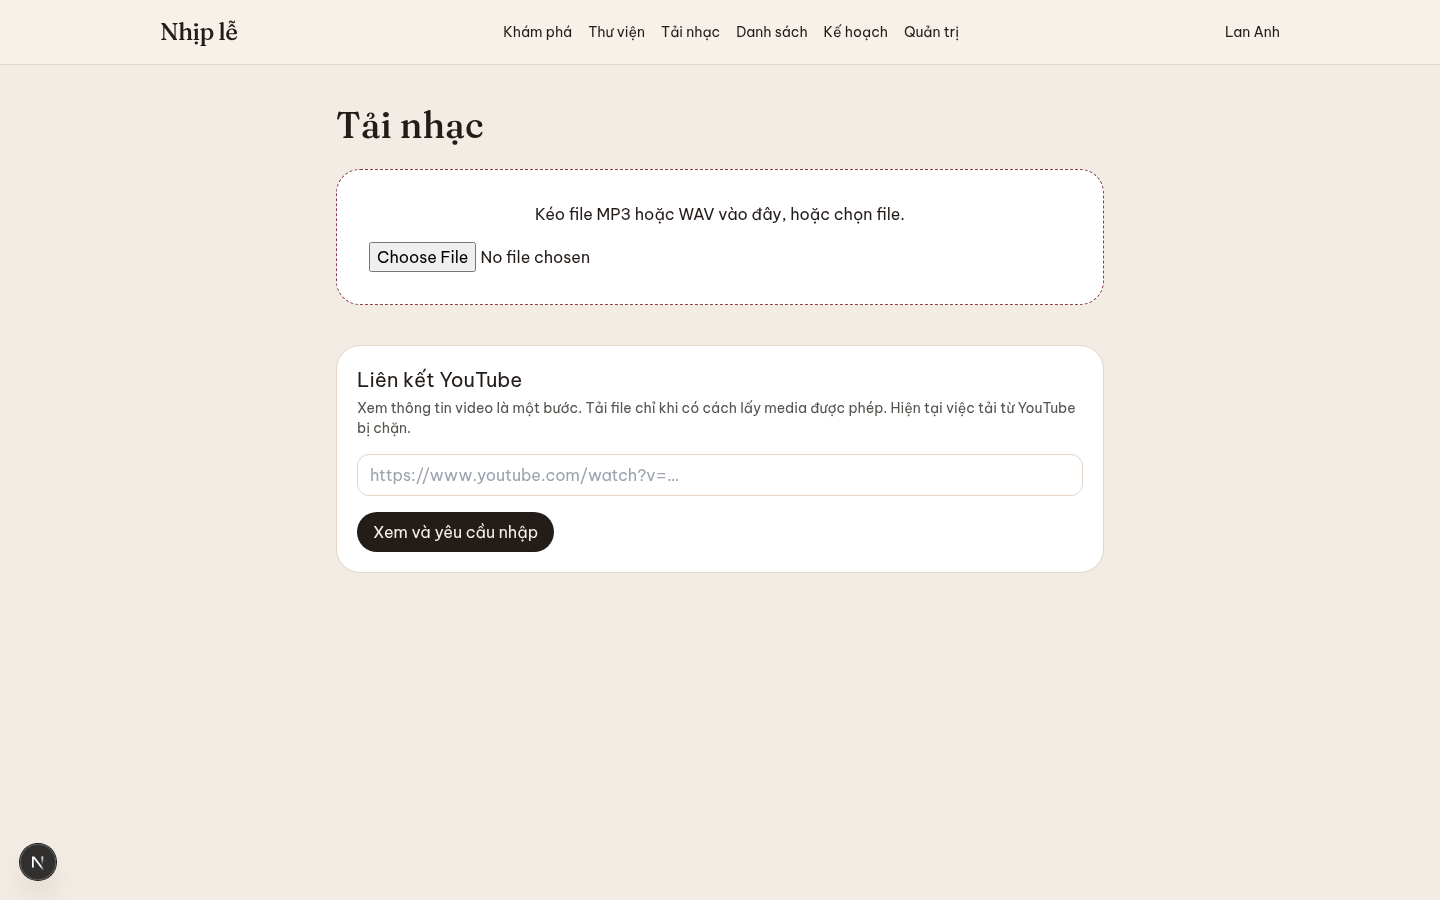 Nhịp lễ
Khám phá Thư viện Tải nhạc Danh sách Kế hoạch Quản trị
Lan Anh
Tải nhạc
Kéo file MP3 hoặc WAV vào đây, hoặc chọn file.
Choose File No file chosen
Liên kết YouTube
Xem thông tin video là một bước. Tải file chỉ khi có cách lấy media được phép. Hiện tại việc tải từ YouTube
bị chặn.
https://www.youtube.com/watch?v=…
Xem và yêu cầu nhập
N